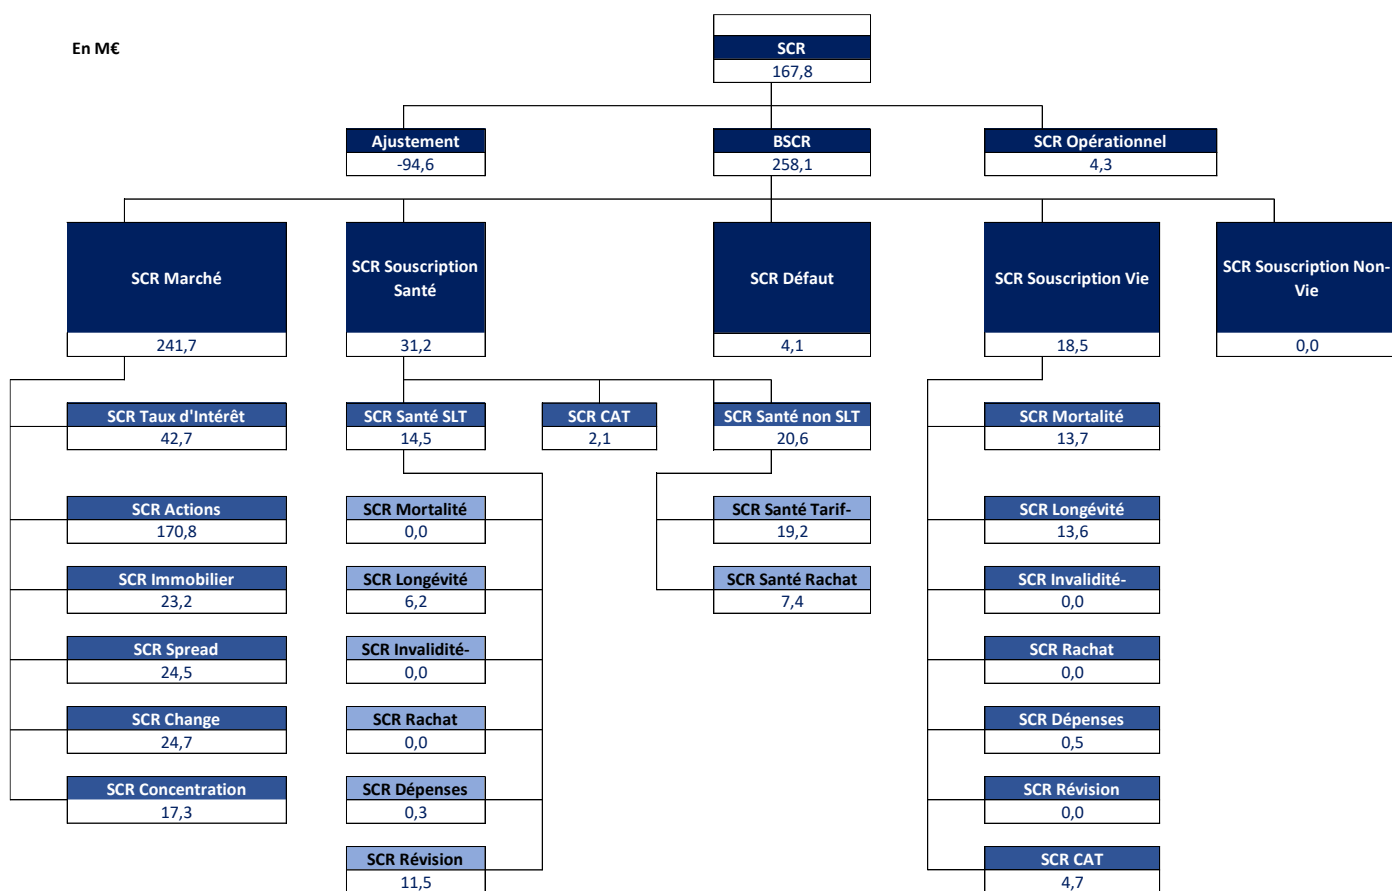 En M€
SCR
167,8
Ajustement
-94,6
BSCR
258,1
SCR Opérationnel
4,3
SCR Marché
241,7
SCR Souscription
Santé
31,2
SCR Défaut
4,1
SCR Souscription Vie
18,5
SCR Souscription Non-
Vie
0,0
SCR Taux d'Intérêt
42,7
SCR Santé SLT
14,5
SCR CAT
2,1
SCR Santé non SLT
20,6
SCR Mortalité
13,7
SCR Actions
170,8
SCR Mortalité
0,0
SCR Santé Tarif-
19,2
SCR Longévité
13,6
SCR Immobilier
23,2
SCR Longévité
6,2
SCR Santé Rachat
7,4
SCR Invalidité-
0,0
SCR Spread
24,5
SCR Invalidité-
0,0
SCR Rachat
0,0
SCR Change
24,7
SCR Rachat
0,0
SCR Dépenses
0,5
SCR Concentration
17,3
SCR Dépenses
0,3
SCR Révision
0,0
SCR Révision
11,5
SCR CAT
4,7